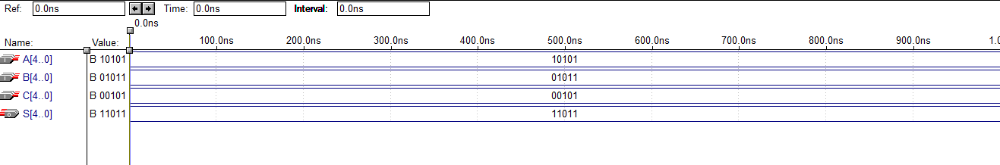 Ref: 0.0ns Time: 0.0ns Interval: 0.0ns
0.0ns
Name: Value: 100.0ns 200.0ns 300.0ns 400.0ns 500.0ns 600.0ns 700.0ns 800.0ns 900.0ns 1.0
A[4..0] B 10101 10101
B[4..0] B 01011 01011
C[4..0] B 00101 00101
S[4..0] B 11011 11011